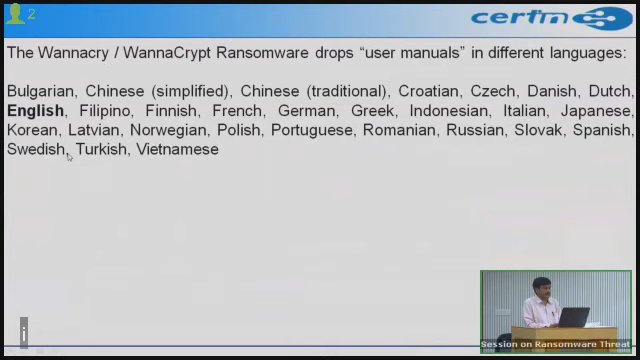 2
certin
The Wannacry / WannaCrypt Ransomware drops “user manuals” in different languages:
Bulgarian, Chinese (simplified), Chinese (traditional), Croatian, Czech, Danish, Dutch,
English, Filipino, Finnish, French, German, Greek, Indonesian, Italian, Japanese,
Korean, Latvian, Norwegian, Polish, Portuguese, Romanian, Russian, Slovak, Spanish,
Swedish, Turkish, Vietnamese
i
Session on Ransomware Threat